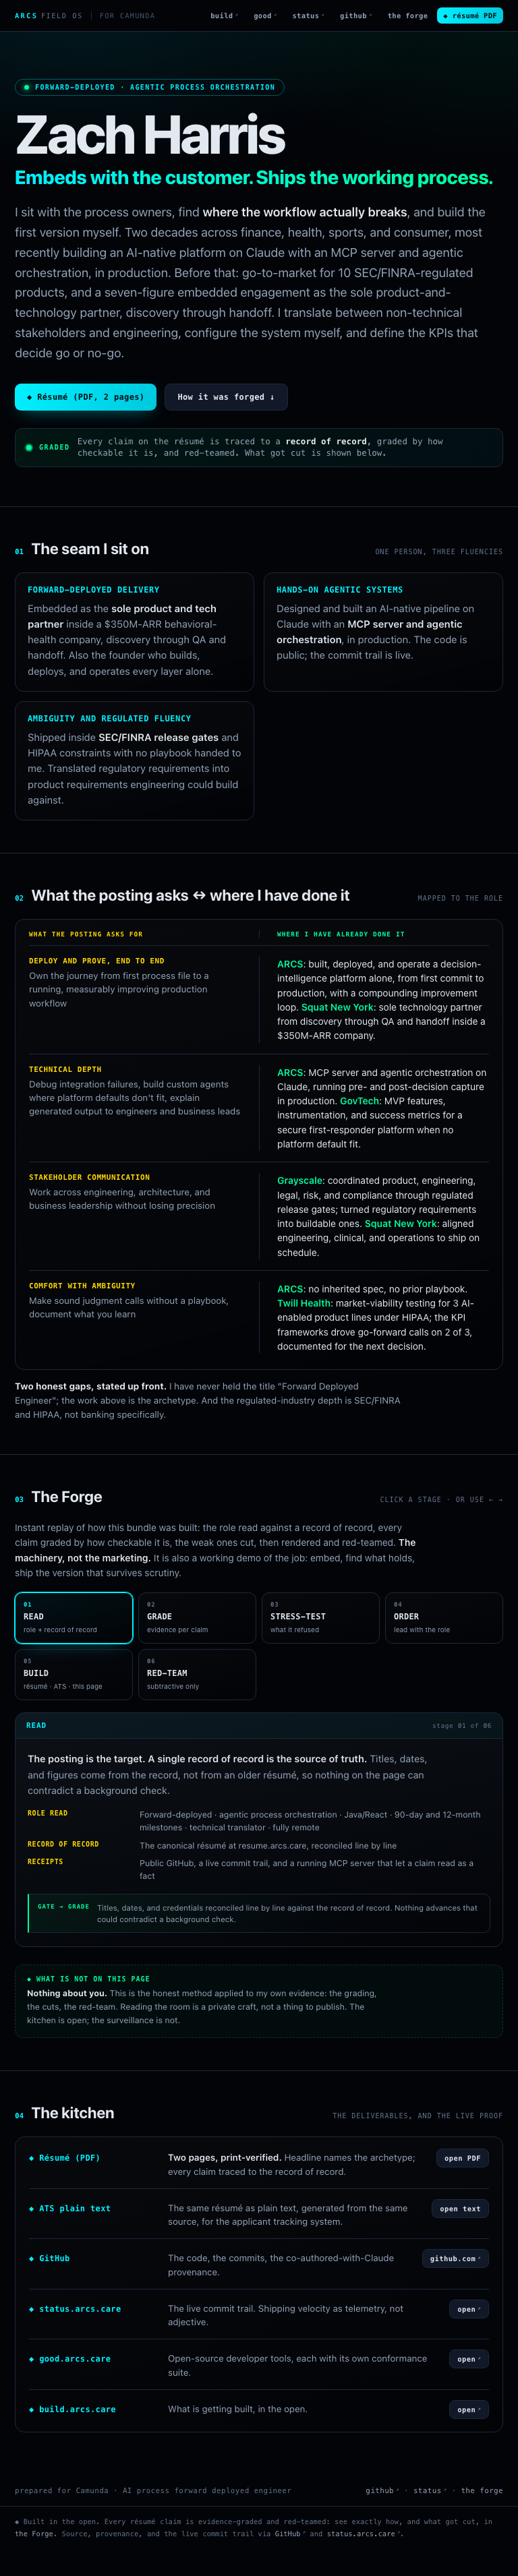 ARCS FIELD OS | FOR CAMUNDA
build↗ good↗ status↗ github↗ the forge ◆ résumé PDF
FORWARD-DEPLOYED · AGENTIC PROCESS ORCHESTRATION
Zach Harris
Embeds with the customer. Ships the working process.
I sit with the process owners, find where the workflow actually breaks, and build the
first version myself. Two decades across finance, health, sports, and consumer, most
recently building an AI-native platform on Claude with an MCP server and agentic
orchestration, in production. Before that: go-to-market for 10 SEC/FINRA-regulated
products, and a seven-figure embedded engagement as the sole product-and-
technology partner, discovery through handoff. I translate between non-technical
stakeholders and engineering, configure the system myself, and define the KPIs that
decide go or no-go.
◆ Résumé (PDF, 2 pages)
How it was forged ↓
GRADED
Every claim on the résumé is traced to a record of record, graded by how
checkable it is, and red-teamed. What got cut is shown below.
01 The seam I sit on
ONE PERSON, THREE FLUENCIES
FORWARD-DEPLOYED DELIVERY
Embedded as the sole product and tech
partner inside a $350M-ARR behavioral-
health company, discovery through QA and
handoff. Also the founder who builds,
deploys, and operates every layer alone.
HANDS-ON AGENTIC SYSTEMS
Designed and built an AI-native pipeline on
Claude with an MCP server and agentic
orchestration, in production. The code is
public; the commit trail is live.
AMBIGUITY AND REGULATED FLUENCY
Shipped inside SEC/FINRA release gates and
HIPAA constraints with no playbook handed to
me. Translated regulatory requirements into
product requirements engineering could build
against.
02 What the posting asks ↔ where I have done it
MAPPED TO THE ROLE
WHAT THE POSTING ASKS FOR
WHERE I HAVE ALREADY DONE IT
DEPLOY AND PROVE, END TO END
Own the journey from first process file to a
running, measurably improving production
workflow
ARCS: built, deployed, and operate a decision-
intelligence platform alone, from first commit to
production, with a compounding improvement
loop. Squat New York: sole technology partner
from discovery through QA and handoff inside a
$350M-ARR company.
TECHNICAL DEPTH
Debug integration failures, build custom agents
where platform defaults don't fit, explain
generated output to engineers and business leads
ARCS: MCP server and agentic orchestration on
Claude, running pre- and post-decision capture
in production. GovTech: MVP features,
instrumentation, and success metrics for a
secure first-responder platform when no
platform default fit.
STAKEHOLDER COMMUNICATION
Work across engineering, architecture, and
business leadership without losing precision
Grayscale: coordinated product, engineering,
legal, risk, and compliance through regulated
release gates; turned regulatory requirements
into buildable ones. Squat New York: aligned
engineering, clinical, and operations to ship on
schedule.
COMFORT WITH AMBIGUITY
Make sound judgment calls without a playbook,
document what you learn
ARCS: no inherited spec, no prior playbook.
Twill Health: market-viability testing for 3 AI-
enabled product lines under HIPAA; the KPI
frameworks drove go-forward calls on 2 of 3,
documented for the next decision.
Two honest gaps, stated up front. I have never held the title "Forward Deployed
Engineer"; the work above is the archetype. And the regulated-industry depth is SEC/FINRA
and HIPAA, not banking specifically.
03 The Forge
CLICK A STAGE · OR USE ← →
Instant replay of how this bundle was built: the role read against a record of record, every
claim graded by how checkable it is, the weak ones cut, then rendered and red-teamed. The
machinery, not the marketing. It is also a working demo of the job: embed, find what holds,
ship the version that survives scrutiny.
01
READ
role + record of record
02
GRADE
evidence per claim
03
STRESS-TEST
what it refused
04
ORDER
lead with the role
05
BUILD
résumé · ATS · this page
06
RED-TEAM
subtractive only
READ
stage 01 of 06
The posting is the target. A single record of record is the source of truth. Titles, dates,
and figures come from the record, not from an older résumé, so nothing on the page can
contradict a background check.
ROLE READ
Forward-deployed · agentic process orchestration · Java/React · 90-day and 12-month
milestones · technical translator · fully remote
RECORD OF RECORD
The canonical résumé at resume.arcs.care, reconciled line by line
RECEIPTS
Public GitHub, a live commit trail, and a running MCP server that let a claim read as a
fact
GATE → GRADE
Titles, dates, and credentials reconciled line by line against the record of record. Nothing advances that
could contradict a background check.
◆ WHAT IS NOT ON THIS PAGE
Nothing about you. This is the honest method applied to my own evidence: the grading,
the cuts, the red-team. Reading the room is a private craft, not a thing to publish. The
kitchen is open; the surveillance is not.
04 The kitchen
THE DELIVERABLES, AND THE LIVE PROOF
◆ Résumé (PDF)
Two pages, print-verified. Headline names the archetype;
every claim traced to the record of record.
open PDF
◆ ATS plain text
The same résumé as plain text, generated from the same
source, for the applicant tracking system.
open text
◆ GitHub
The code, the commits, the co-authored-with-Claude
provenance.
github.com↗
◆ status.arcs.care
The live commit trail. Shipping velocity as telemetry, not
adjective.
open↗
◆ good.arcs.care
Open-source developer tools, each with its own conformance
suite.
open↗
◆ build.arcs.care
What is getting built, in the open.
open↗
prepared for Camunda · AI process forward deployed engineer
github↗ · status↗ · the forge
◆ Built in the open. Every résumé claim is evidence-graded and red-teamed: see exactly how, and what got cut, in
the Forge. Source, provenance, and the live commit trail via GitHub↗ and status.arcs.care↗.